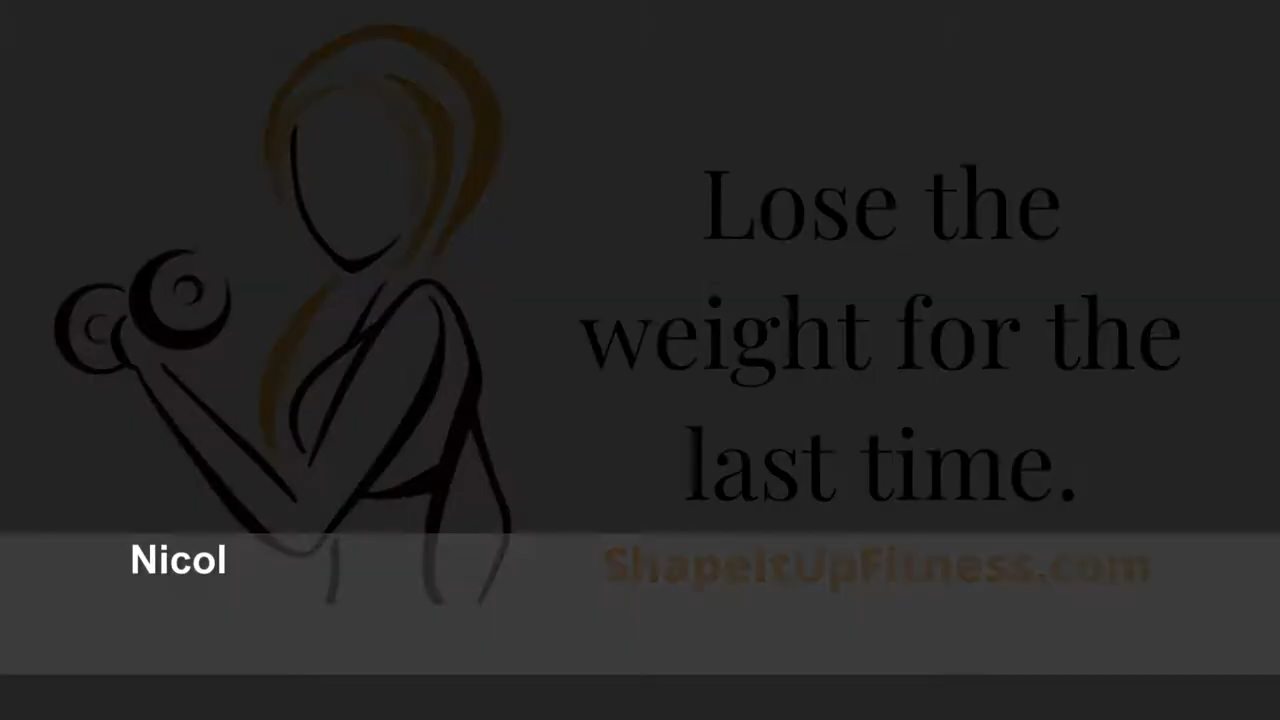 Lose the
weight for the
last time.
Nicol
ShapeItUpFitness.com